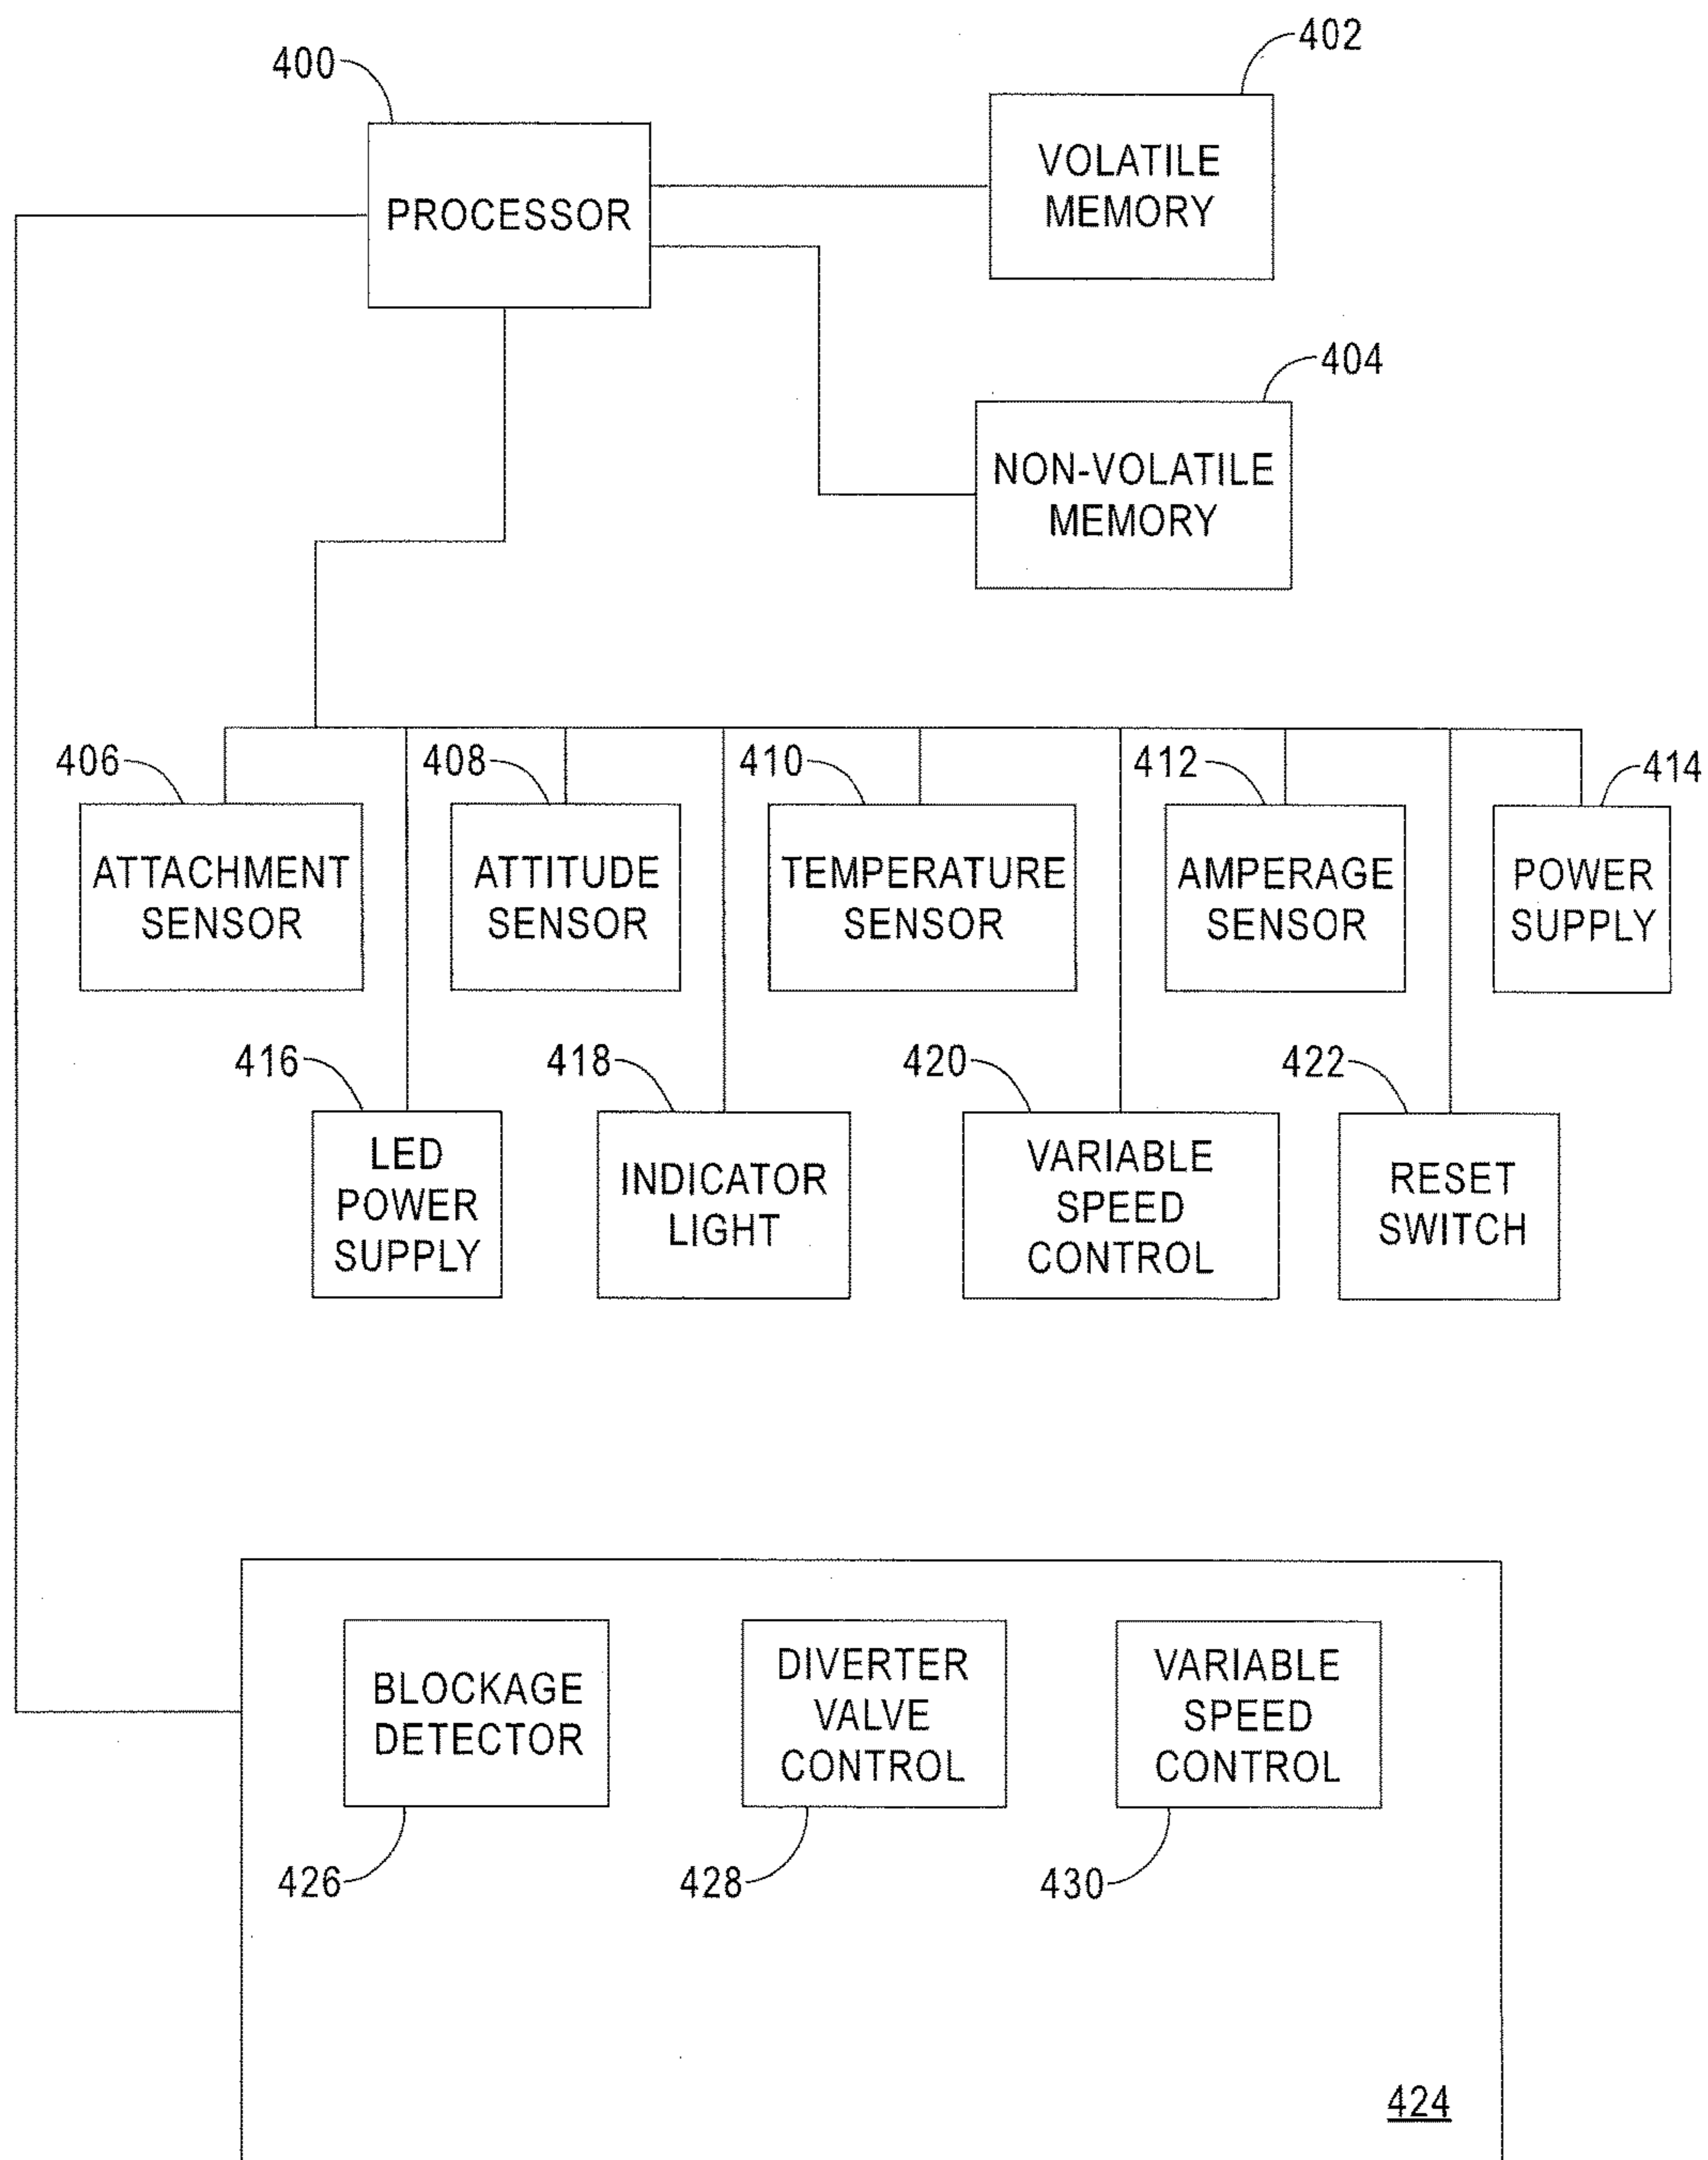 402
400
VOLATILE
MEMORY
PROCESSOR
404
NON-VOLATILE
MEMORY
406
408
410
412
414
ATTACHMENT
SENSOR
ATTITUDE
SENSOR
TEMPERATURE
SENSOR
AMPERAGE
SENSOR
POWER
SUPPLY
416
418
420
422
LED
POWER
SUPPLY
INDICATOR
LIGHT
VARIABLE
SPEED
CONTROL
RESET
SWITCH
BLOCKAGE
DETECTOR
DIVERTER
VALVE
CONTROL
VARIABLE
SPEED
CONTROL
426
428
430
424